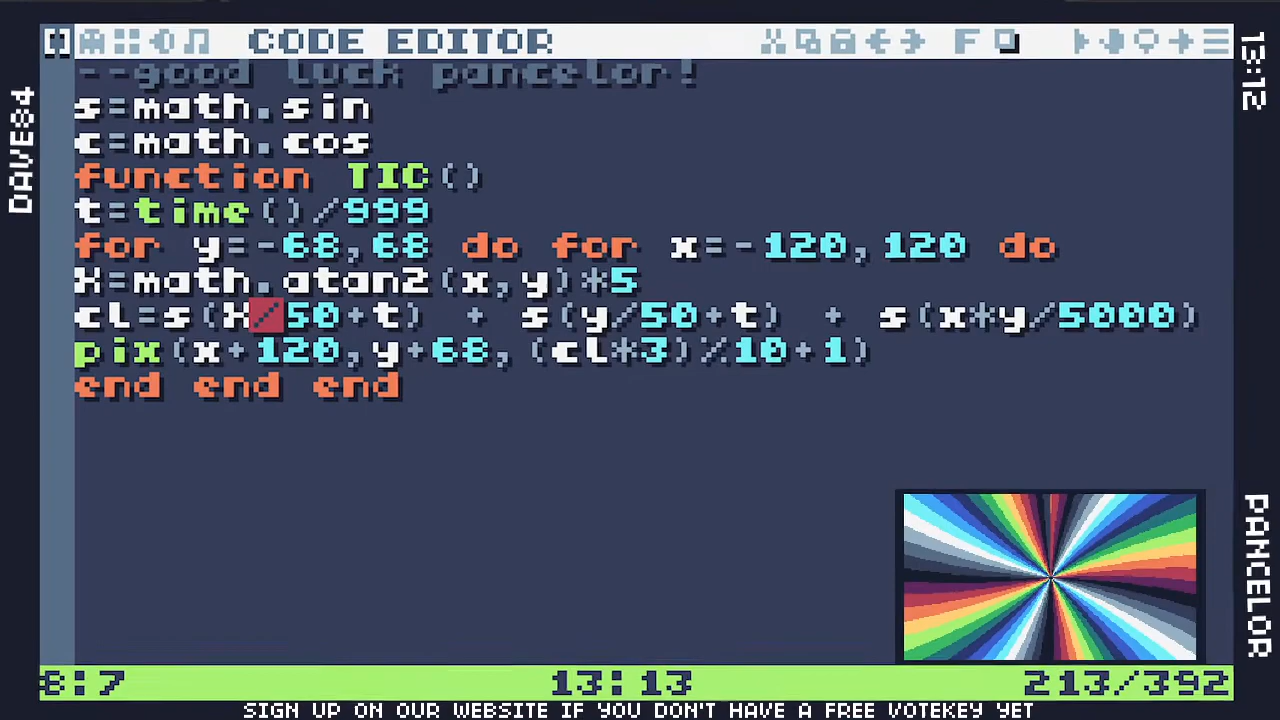 CODE EDITOR
--good luck pancelor!
s=math.sin
c=math.cos
function TIC()
t=time()/999
for y=-68,68 do for x=-120,120 do
X=math.atan2(x,y)*5
cl=s(X/50+t) + s(y/50+t) + s(x*y/5000)
pix(x+120,y+68,(cl*3)%10+1)
end end end
8:7 13:13 213/392
SIGN UP ON OUR WEBSITE IF YOU DON'T HAVE A FREE VOTEKEY YET
DAVE84
13:12
PANCELOR